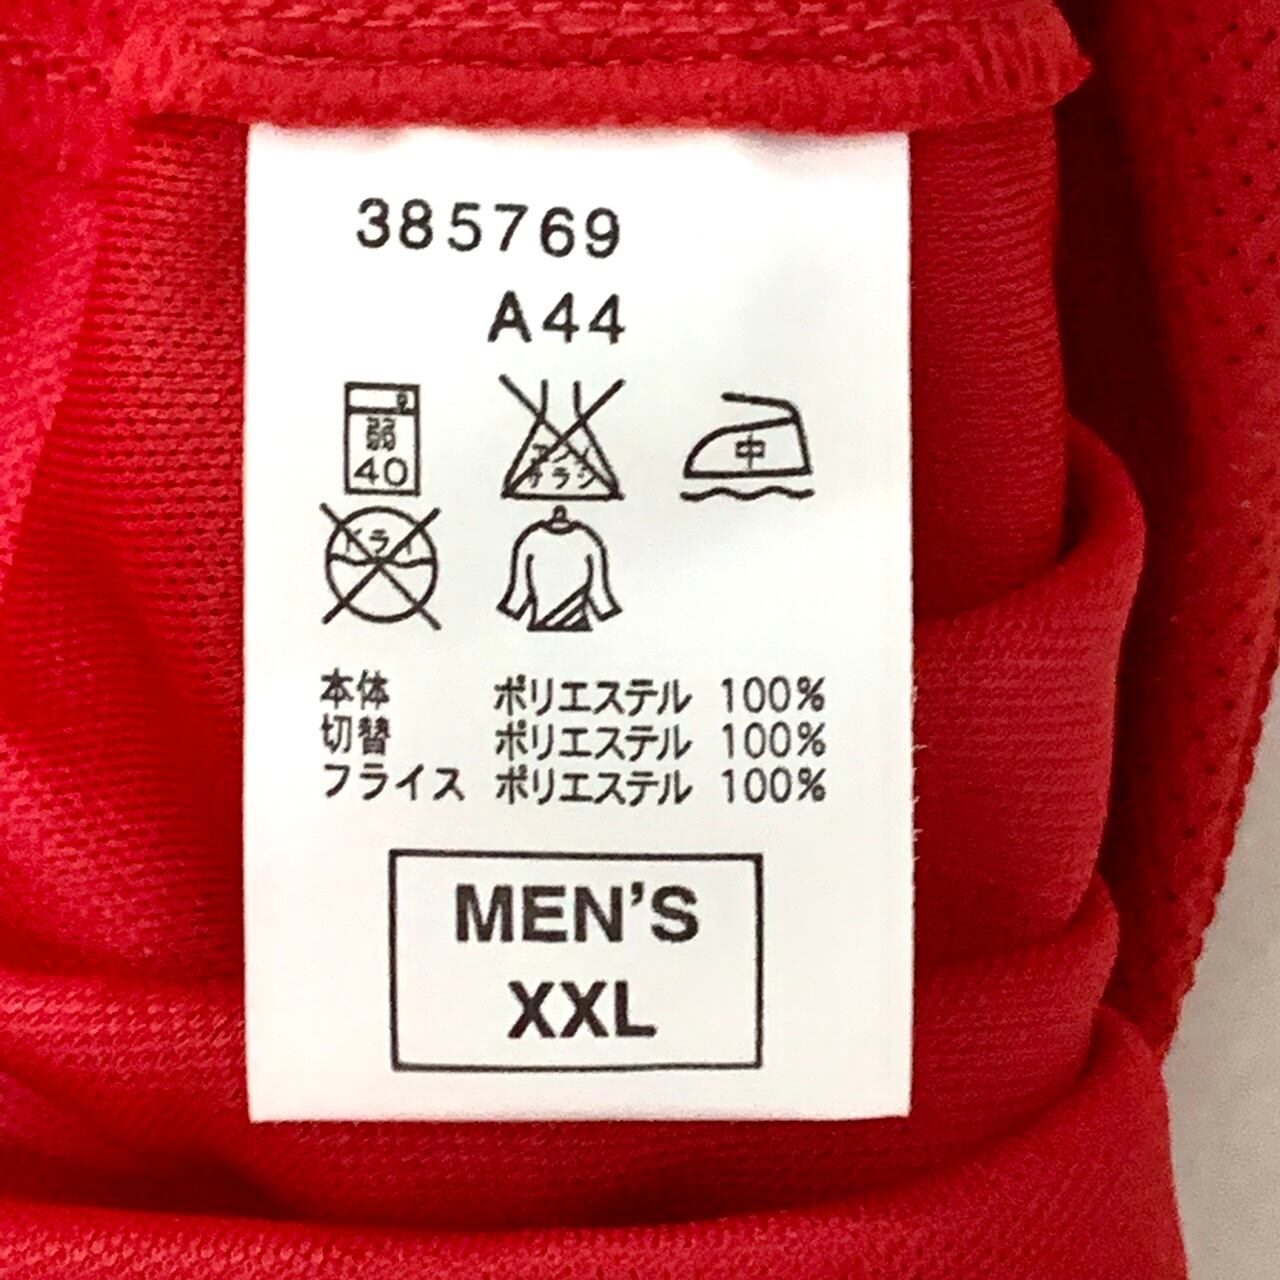 385769
A44
弱
40
エンソ
サラシ
中
ドライ
本体 ポリエステル 100%
切替 ポリエステル 100%
フライス ポリエステル 100%
MEN'S
XXL